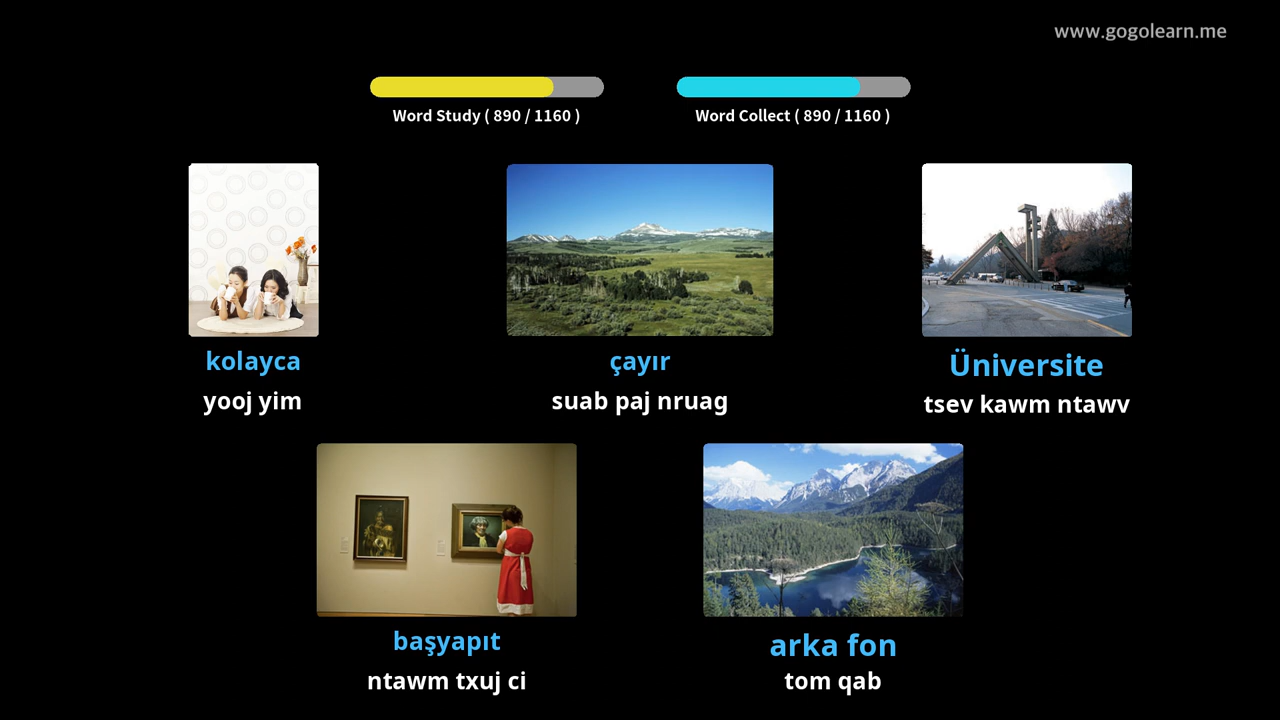 www.gogolearn.me
Word Study ( 890 / 1160 )
Word Collect ( 890 / 1160 )
kolayca
yooj yim
çayır
suab paj nruag
Üniversite
tsev kawm ntawv
başyapıt
ntawm txuj ci
arka fon
tom qab